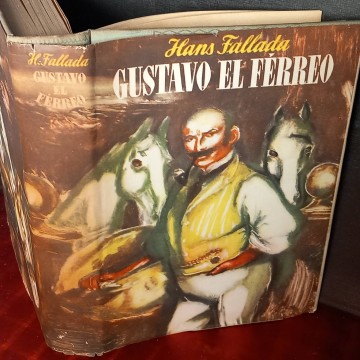 H. Fallada
GUSTAVO
EL
FÉRREO
Hans Fallada
GUSTAVO EL FÉRREO